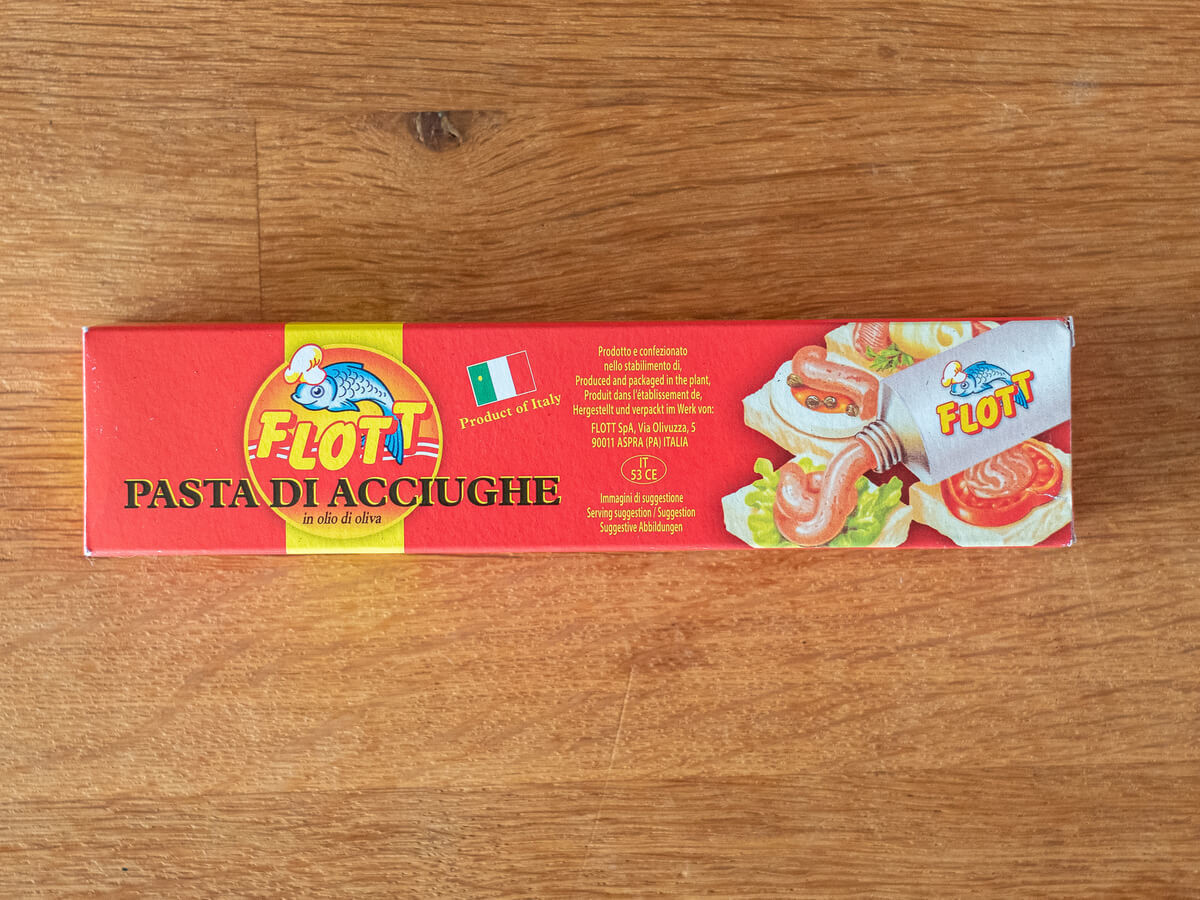 FLOTT
PASTA DI ACCIUGHE
in olio di oliva
Product of Italy
Prodotto e confezionato
nello stabilimento di,
Produced and packaged in the plant,
Produit dans l'établissement de,
Hergestellt und verpackt im Werk von:
FLOTT SpA, Via Olivuzza, 5
90011 ASPRA (PA) ITALIA
IT
53 CE
Immagini di suggestione
Serving suggestion / Suggestion
Suggestive Abbildungen
FLOTT